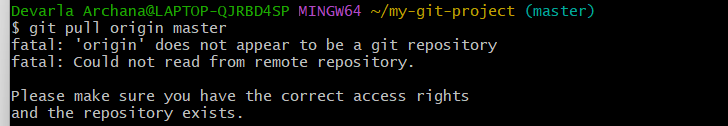 Devarla Archana@LAPTOP-QJRBD4SP MINGW64 ~/my-git-project (master)
$ git pull origin master
fatal: 'origin' does not appear to be a git repository
fatal: Could not read from remote repository.
Please make sure you have the correct access rights
and the repository exists.